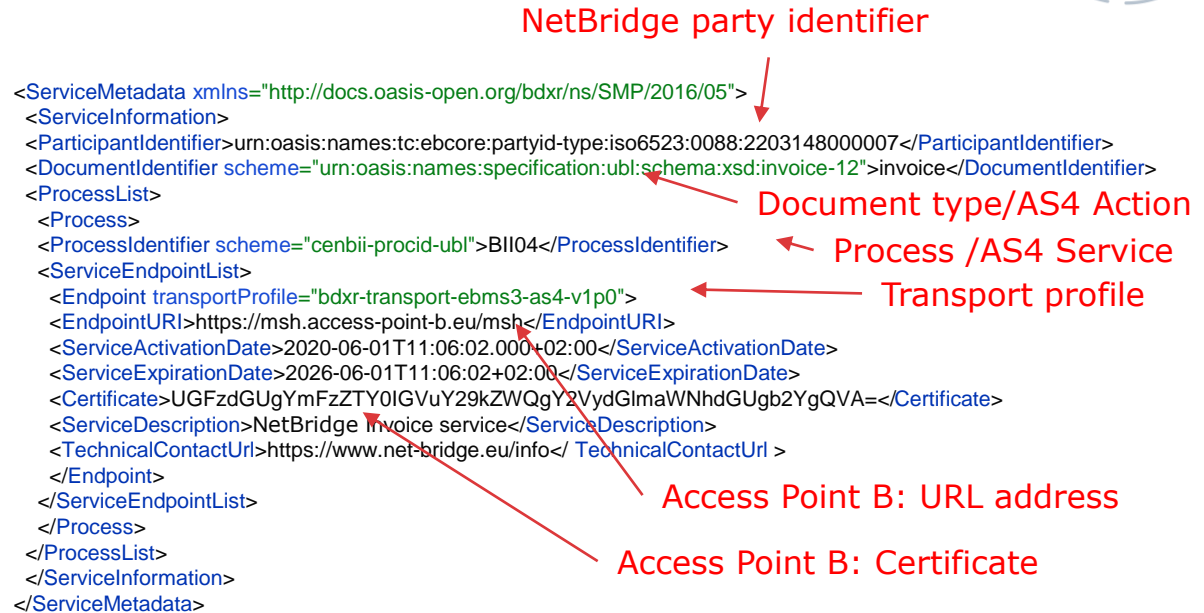 NetBridge party identifier
<ServiceMetadata xmlns="http://docs.oasis-open.org/bdxr/ns/SMP/2016/05">
<ServiceInformation>
<ParticipantIdentifier>urn:oasis:names:tc:ebcore:partyid-type:iso6523:0088:2203148000007</ParticipantIdentifier>
<DocumentIdentifier scheme="urn:oasis:names:specification:ubl:schema:xsd:invoice-12">invoice</DocumentIdentifier>
<ProcessList>
Document type/AS4 Action
<Process>
<ProcessIdentifier scheme="cenbii-procid-ubl">BII04</ProcessIdentifier>
Process /AS4 Service
<ServiceEndpointList>
<Endpoint transportProfile="bdxr-transport-ebms3-as4-v1p0">
Transport profile
<EndpointURI>https://msh.access-point-b.eu/msh</EndpointURI>
<ServiceActivationDate>2020-06-01T11:06:02.000+02:00</ServiceActivationDate>
<ServiceExpirationDate>2026-06-01T11:06:02+02:00</ServiceExpirationDate>
<Certificate>UGFzdGUgYmFzZTY0IGVuY29kZWQgY2VydGlmaWNhdGUgb2YgQVA=</Certificate>
<ServiceDescription>NetBridge Invoice service</ServiceDescription>
<TechnicalContactUrl>https://www.net-bridge.eu/info</ TechnicalContactUrl >
</Endpoint>
</ServiceEndpointList>
Access Point B: URL address
</Process>
</ProcessList>
Access Point B: Certificate
</ServiceInformation>
</ServiceMetadata>